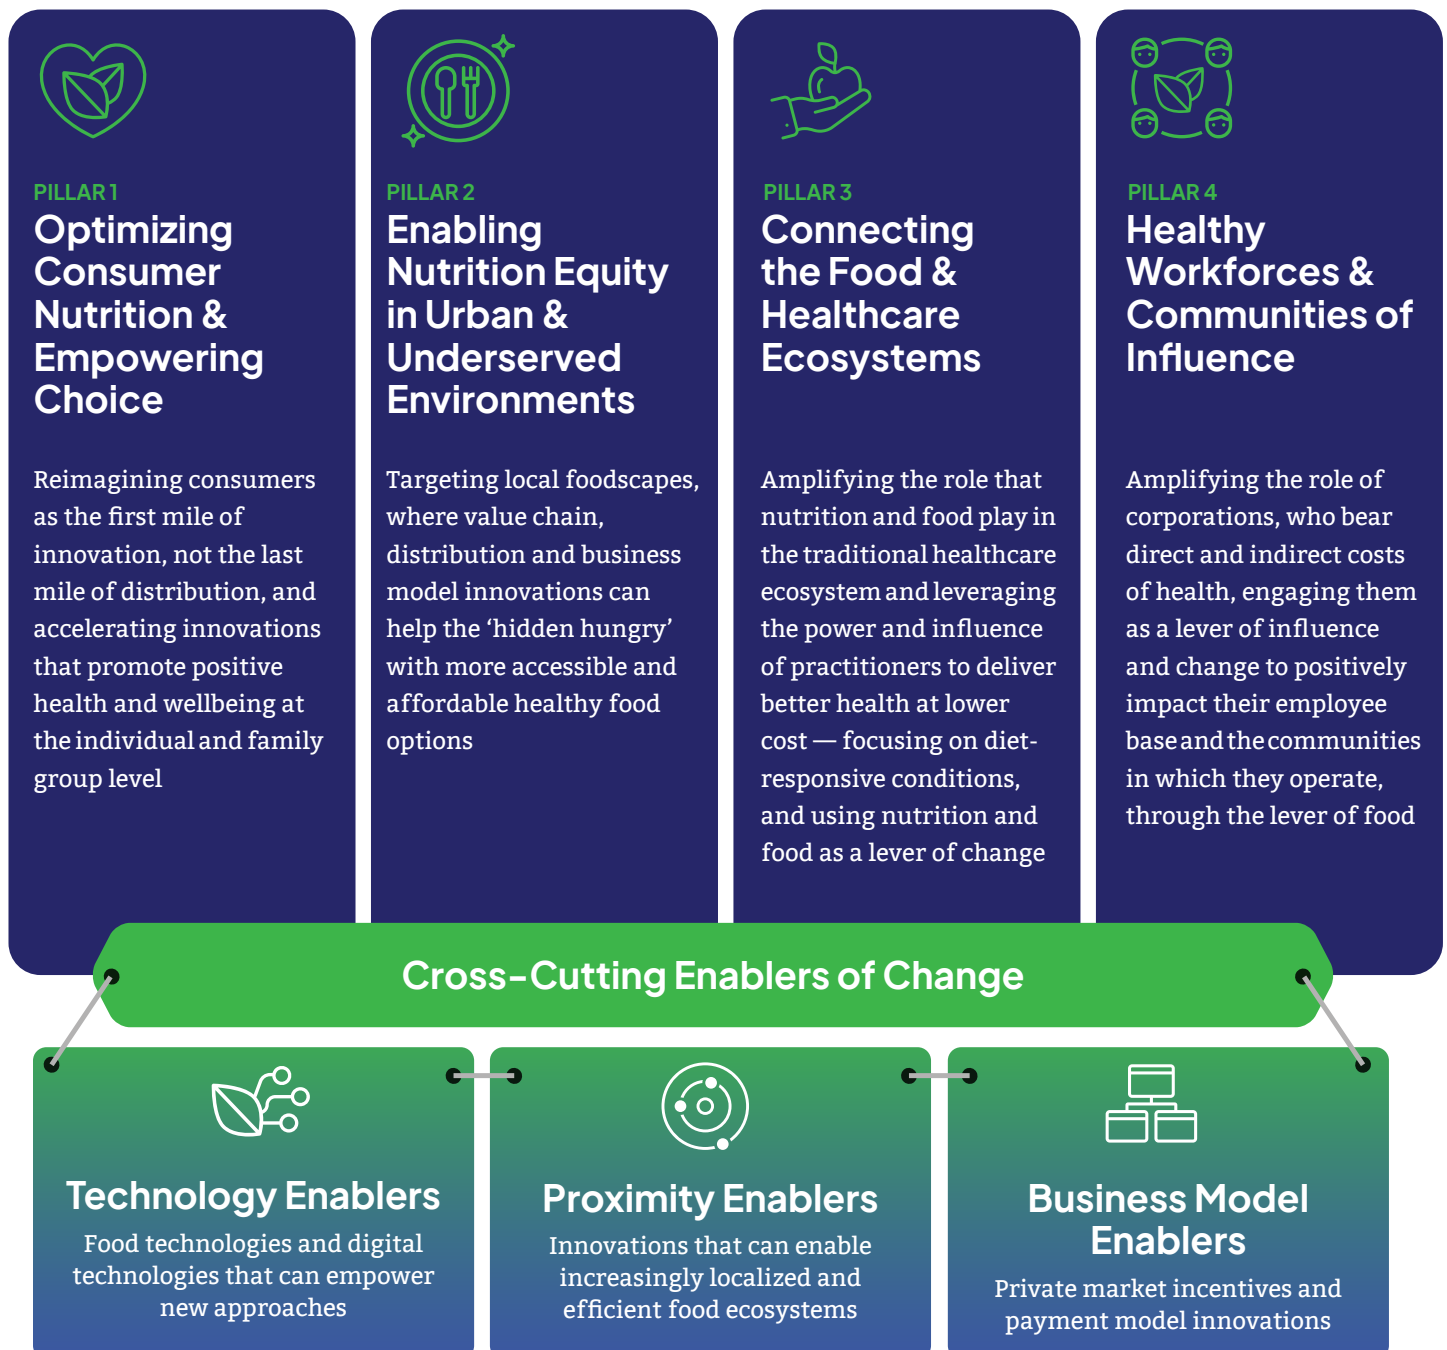 PILLAR 1
Optimizing
Consumer
Nutrition &
Empowering
Choice
Reimagining consumers
as the first mile of
innovation, not the last
mile of distribution, and
accelerating innovations
that promote positive
health and wellbeing at
the individual and family
group level
PILLAR 2
Enabling
Nutrition Equity
in Urban &
Underserved
Environments
Targeting local foodscapes,
where value chain,
distribution and business
model innovations can
help the ‘hidden hungry’
with more accessible and
affordable healthy food
options
PILLAR 3
Connecting
the Food &
Healthcare
Ecosystems
Amplifying the role that
nutrition and food play in
the traditional healthcare
ecosystem and leveraging
the power and influence
of practitioners to deliver
better health at lower
cost — focusing on diet-
responsive conditions,
and using nutrition and
food as a lever of change
PILLAR 4
Healthy
Workforces &
Communities of
Influence
Amplifying the role of
corporations, who bear
direct and indirect costs
of health, engaging them
as a lever of influence
and change to positively
impact their employee
base and the communities
in which they operate,
through the lever of food
Cross-Cutting Enablers of Change
Technology Enablers
Food technologies and digital
technologies that can empower
new approaches
Proximity Enablers
Innovations that can enable
increasingly localized and
efficient food ecosystems
Business Model
Enablers
Private market incentives and
payment model innovations